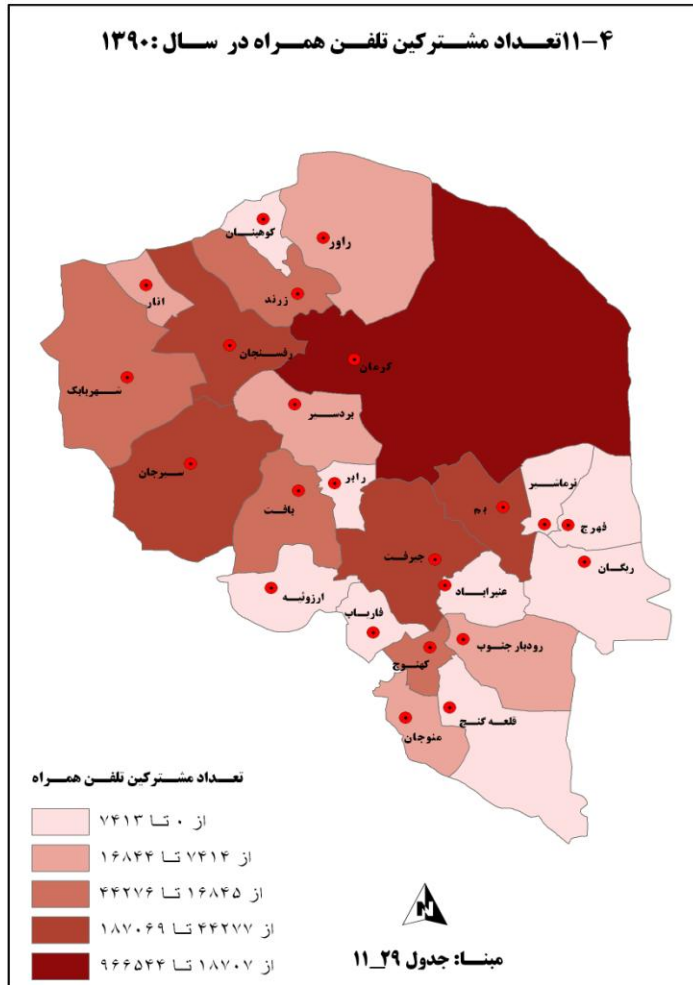 ۱۱-۴تعداد مشترکین تلفن همراه در سال :۱۳۹۰
کوهبنان
راور
انار
زرند
رفسنجان
کرمان
شهربابک
بردسیر
سیرجان
رابر
نرماشیر
بافت
بم
فهرج
جیرفت
ریگان
ارزوئیه
عنبراباد
فاریاب
رودبار جنوب
کهنوج
قلعه گنج
منوجان
تعداد مشترکین تلفن همراه
از ۰ تا ۷۴۱۳
از ۷۴۱۴ تا ۱۶۸۴۴
از ۱۶۸۴۵ تا ۴۴۲۷۶
از ۴۴۲۷۷ تا ۱۸۷۰۶۹
از ۱۸۷۰۷ تا ۹۶۶۵۴۴
N
مبنا: جدول ۲۹_۱۱